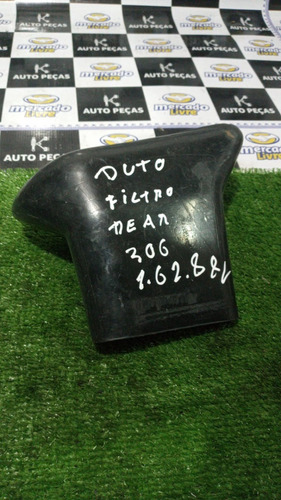 K AUTO PEÇAS
mercado LIVRE
DUTO
FILTRO
DEAR
306
1.6 2.8 8V